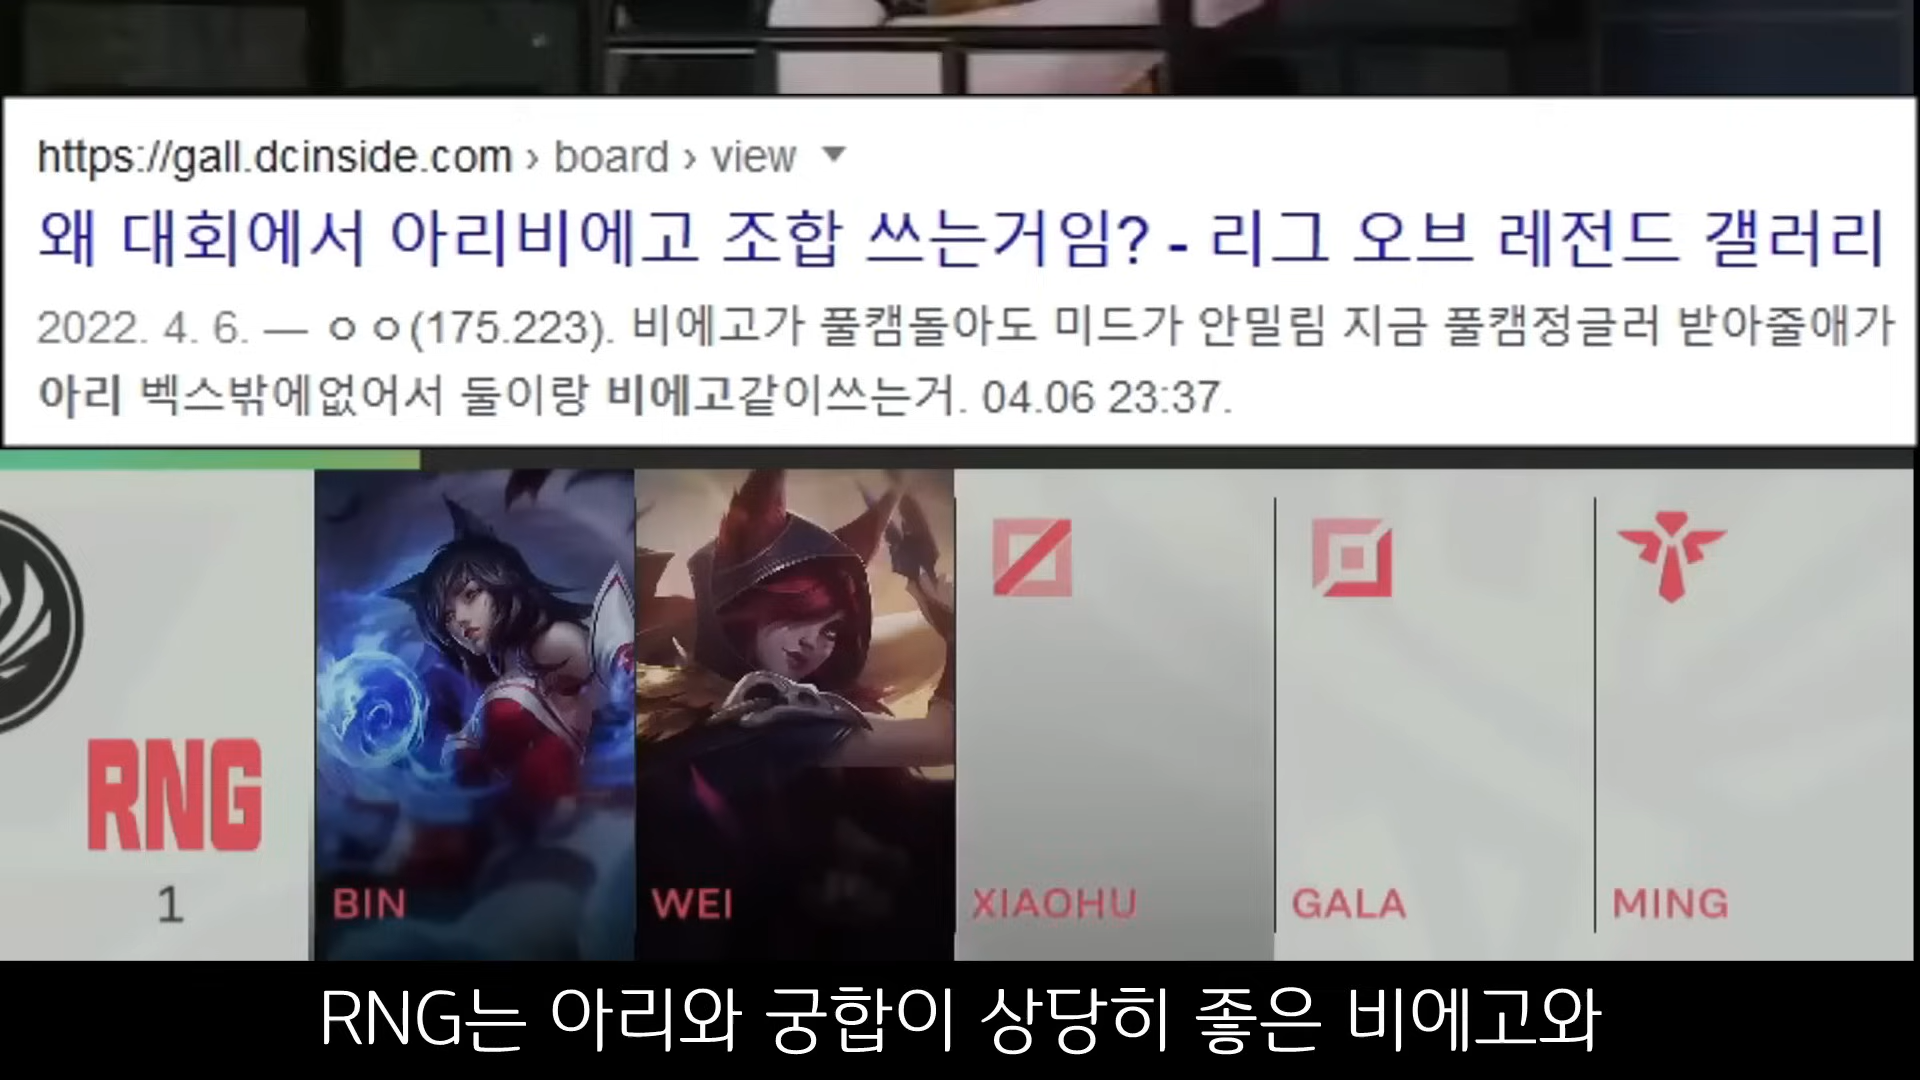 https://gall.dcinside.com › board › view
왜 대회에서 아리비에고 조합 쓰는거임? - 리그 오브 레전드 갤러리
2022. 4. 6. — ㅇㅇ(175.223). 비에고가 풀캠돌아도 미드가 안밀림 지금 풀캠정글러 받아줄애가
아리 벡스밖에없어서 둘이랑 비에고같이쓰는거. 04.06 23:37.
RNG
1
BIN
WEI
XIAOHU
GALA
MING
RNG는 아리와 궁합이 상당히 좋은 비에고와